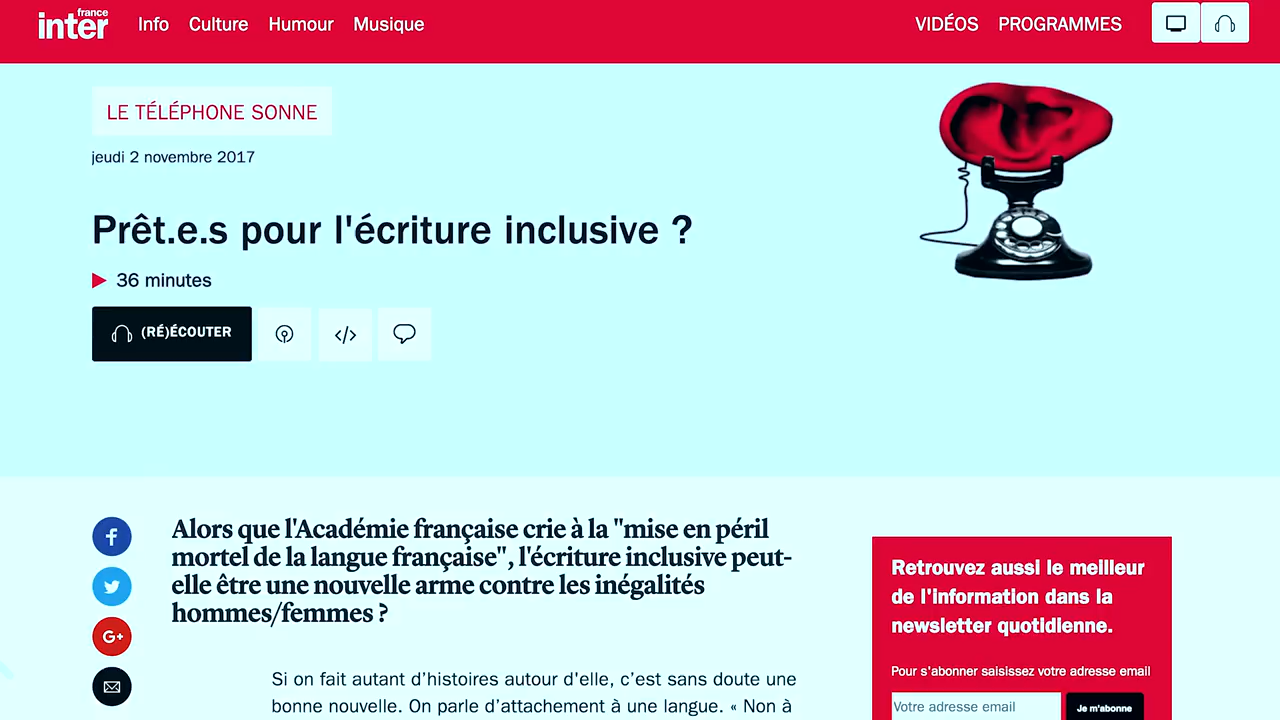 france
inter
Info Culture Humour Musique
VIDÉOS PROGRAMMES
LE TÉLÉPHONE SONNE
jeudi 2 novembre 2017
Prêt.e.s pour l'écriture inclusive ?
36 minutes
(RÉ)ÉCOUTER
</>
Alors que l'Académie française crie à la "mise en péril
mortel de la langue française", l'écriture inclusive peut-
elle être une nouvelle arme contre les inégalités
hommes/femmes ?
Si on fait autant d’histoires autour d'elle, c’est sans doute une
bonne nouvelle. On parle d’attachement à une langue. « Non à
f
G+
Retrouvez aussi le meilleur
de l'information dans la
newsletter quotidienne.
Pour s'abonner saisissez votre adresse email
Votre adresse email
Je m'abonne